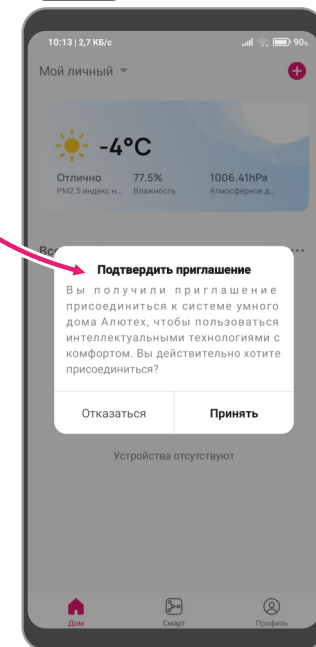 10:13 | 2,7 КБ/с 90%
Мой личный
-4°C
Отлично 77.5% 1006.41hPa
PM2.5 индекс н.. Влажность Атмосферное д..
Подтвердить приглашение
Вы получили приглашение
присоединиться к системе умного
дома Алютех, чтобы пользоваться
интеллектуальными технологиями с
комфортом. Вы действительно хотите
присоединиться?
Отказаться Принять
Устройства отсутствуют
Дом Смарт Профиль